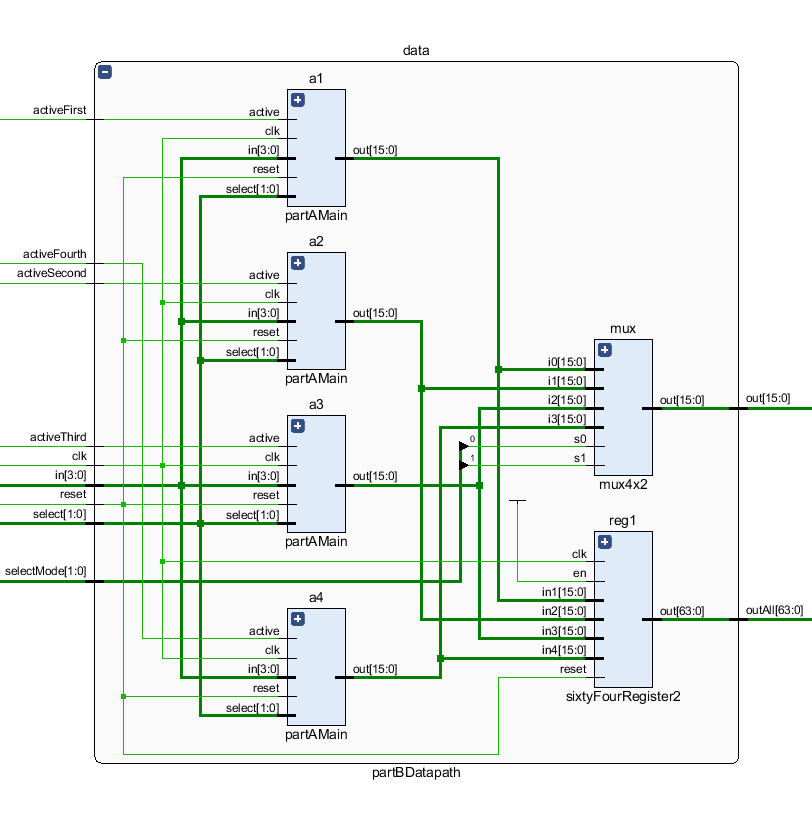 data
activeFirst
activeFourth
activeSecond
activeThird
clk
in[3:0]
reset
select[1:0]
selectMode[1:0]
a1
active
clk
in[3:0]
reset
select[1:0]
out[15:0]
partAMain
a2
active
clk
in[3:0]
reset
select[1:0]
out[15:0]
partAMain
a3
active
clk
in[3:0]
reset
select[1:0]
out[15:0]
partAMain
a4
active
clk
in[3:0]
reset
select[1:0]
out[15:0]
partAMain
mux
i0[15:0]
i1[15:0]
i2[15:0]
i3[15:0]
0
s0
1
s1
out[15:0]
mux4x2
out[15:0]
reg1
clk
en
in1[15:0]
in2[15:0]
in3[15:0]
in4[15:0]
reset
out[63:0]
sixtyFourRegister2
outAll[63:0]
partBDatapath